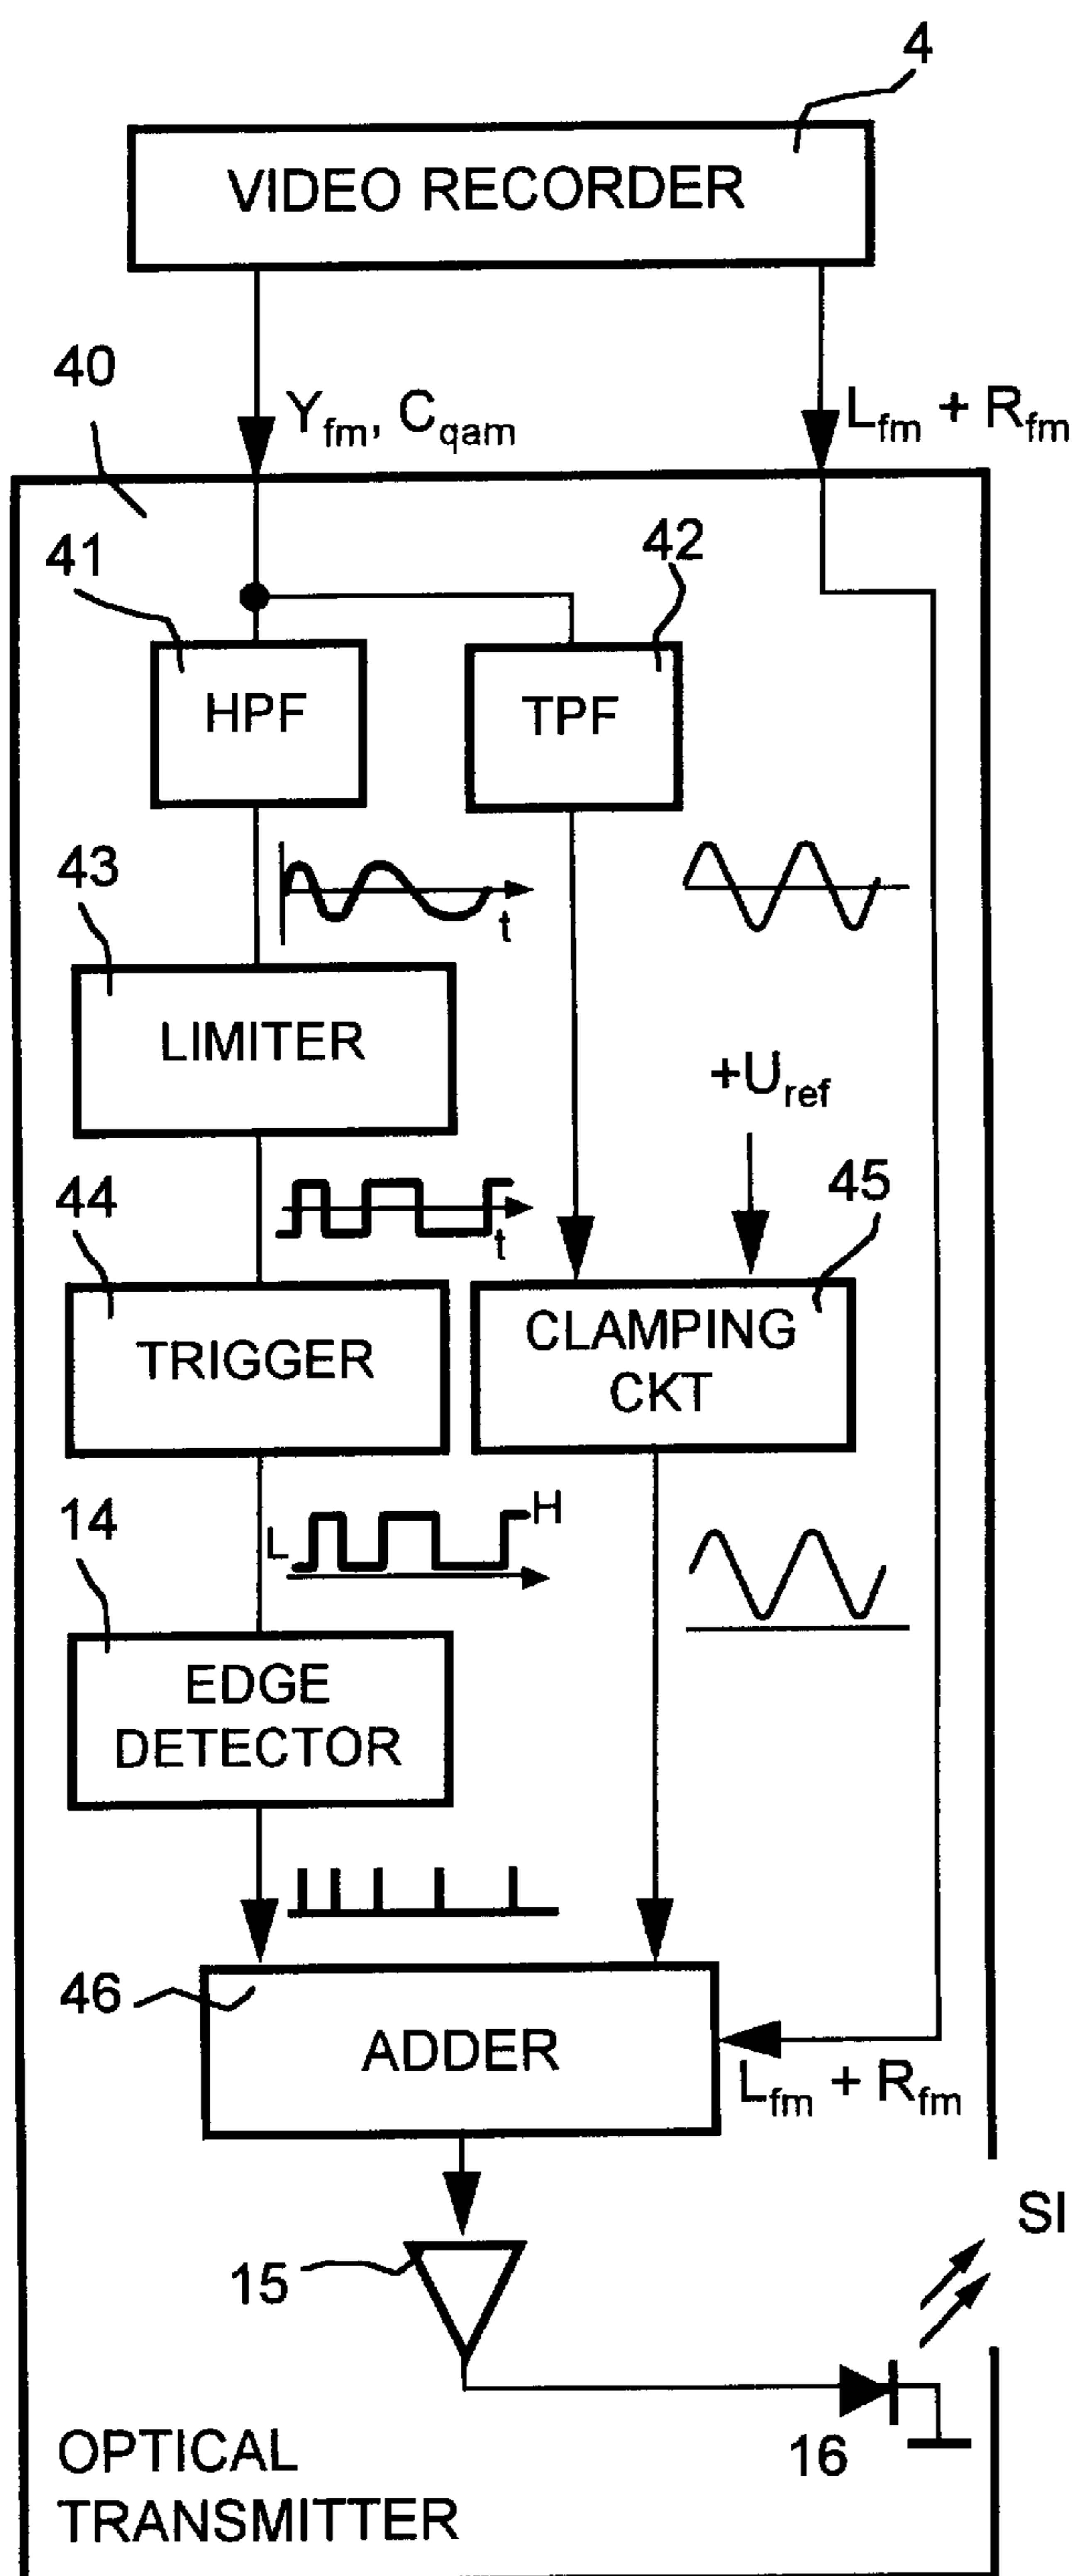 4
VIDEO RECORDER
40
Yfm, Cqam
Lfm + Rfm
41
42
HPF
TPF
43
t
LIMITER
+Uref
44
t
45
TRIGGER
CLAMPING
CKT
14
L
H
EDGE
DETECTOR
46
ADDER
Lfm + Rfm
SI
15
16
OPTICAL
TRANSMITTER